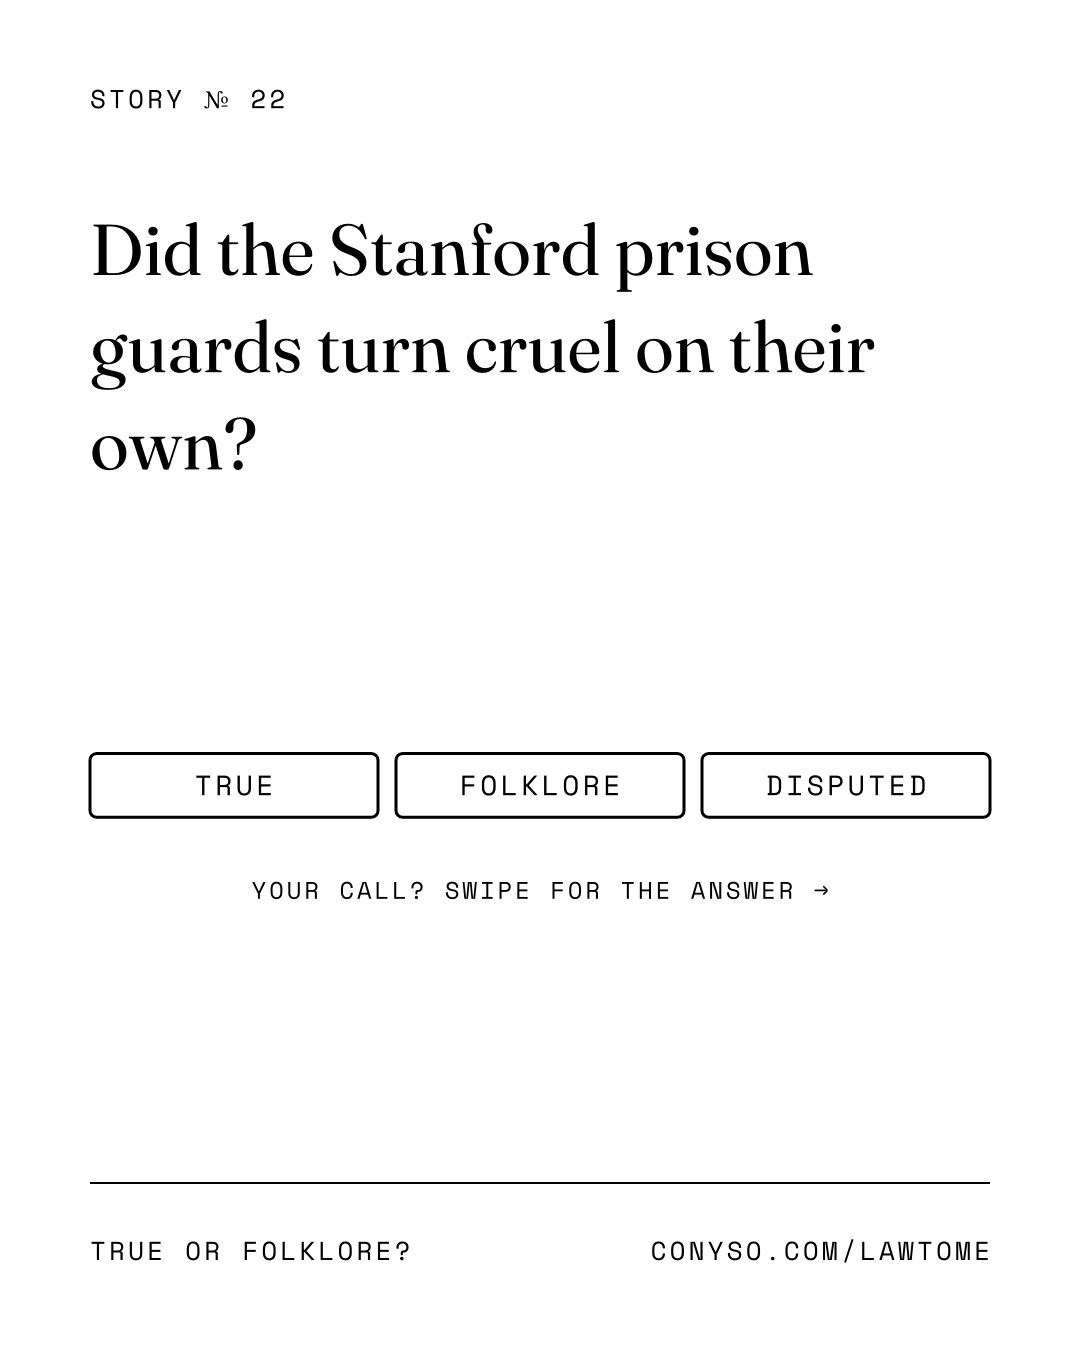 STORY № 22
Did the Stanford prison
guards turn cruel on their
own?
TRUE
FOLKLORE
DISPUTED
YOUR CALL? SWIPE FOR THE ANSWER →
TRUE OR FOLKLORE?
CONYSO.COM/LAWTOME